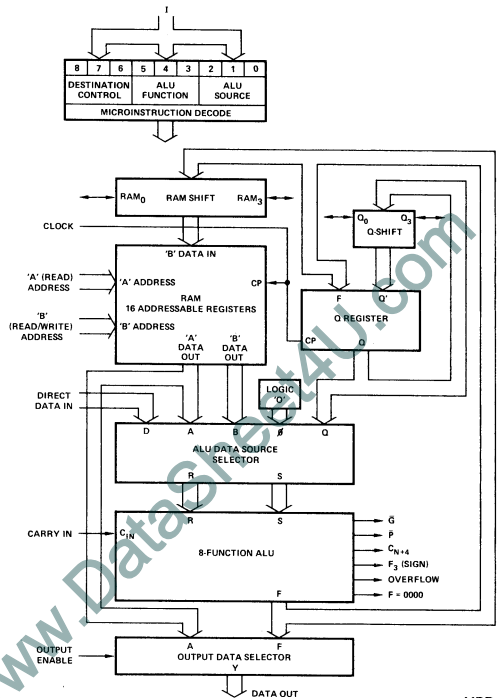 I
8 7 6 5 4 3 2 1 0
DESTINATION CONTROL
ALU FUNCTION
ALU SOURCE
MICROINSTRUCTION DECODE
RAM0 RAM SHIFT RAM3
Q0 Q3
Q-SHIFT
CLOCK
'B' DATA IN
'A' (READ) ADDRESS
'A' ADDRESS
CP
RAM
16 ADDRESSABLE REGISTERS
F Q'
Q REGISTER
'B' (READ/WRITE) ADDRESS
'B' ADDRESS
'A' DATA OUT
'B' DATA OUT
CP Q
LOGIC '0'
DIRECT DATA IN
D A B Ø Q
ALU DATA SOURCE SELECTOR
R S
R S
CARRY IN
CIN
8-FUNCTION ALU
G̅
P̅
CN+4
F3 (SIGN)
OVERFLOW
F = 0000
F
OUTPUT ENABLE
A F
OUTPUT DATA SELECTOR
Y
DATA OUT
www.DataSheet4U.com